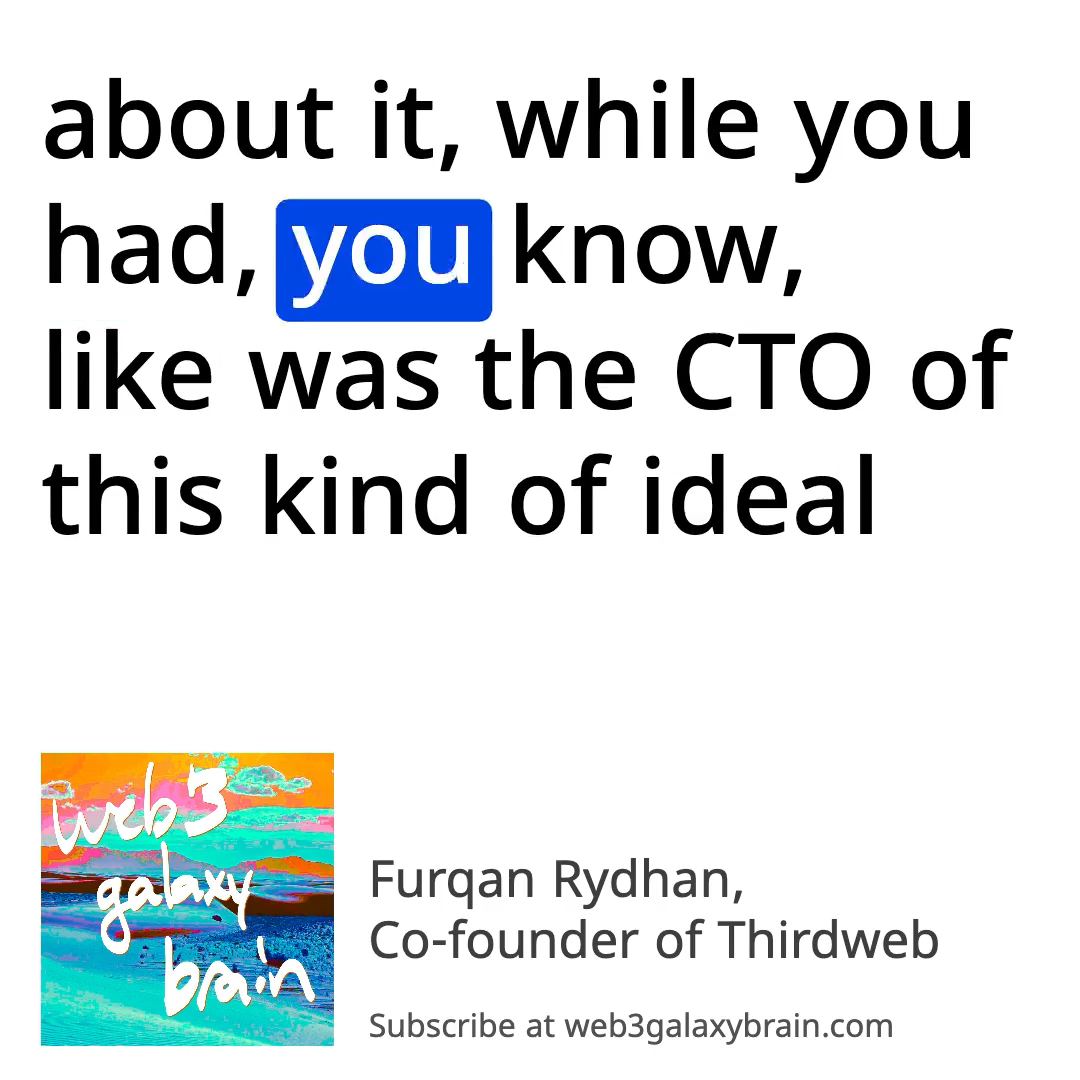 about it, while you
had, you know,
like was the CTO of
this kind of ideal
web3
galaxy
brain
Furqan Rydhan,
Co-founder of Thirdweb
Subscribe at web3galaxybrain.com